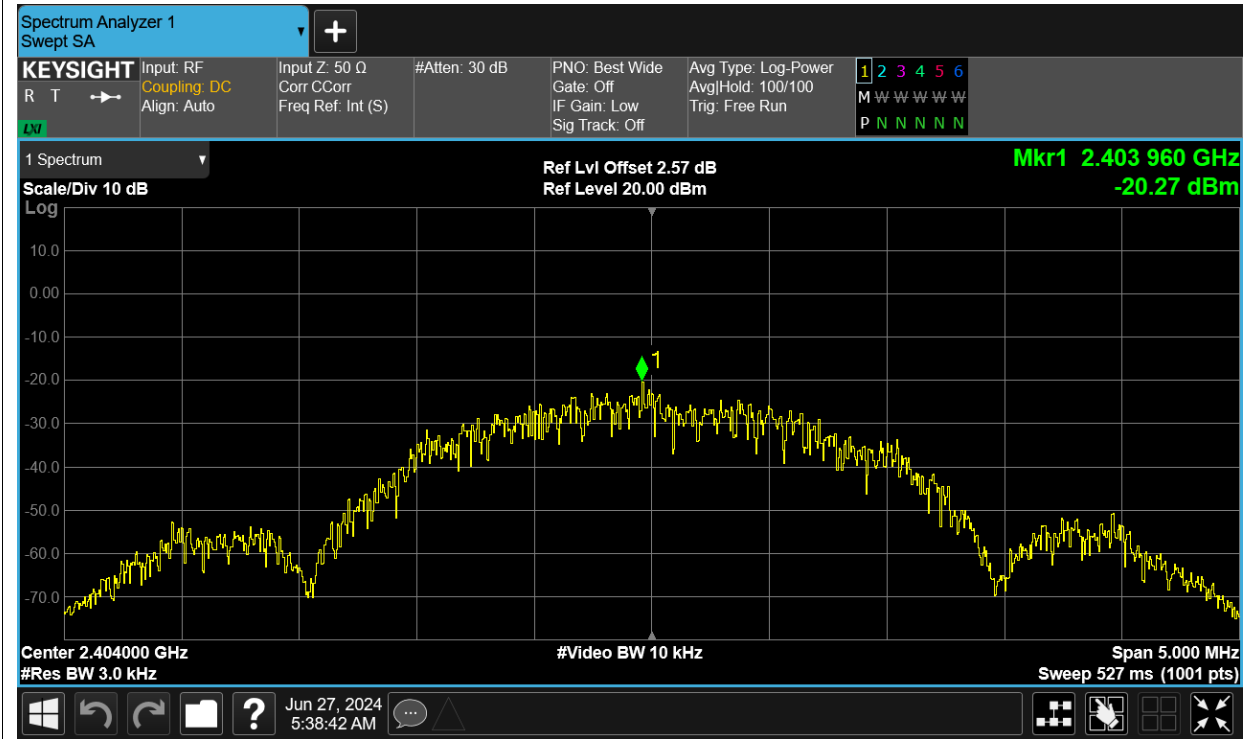 Spectrum Analyzer 1
Swept SA
+
KEYSIGHT
R T
LXI
Input: RF
Coupling: DC
Align: Auto
Input Z: 50 Ω
Corr CCorr
Freq Ref: Int (S)
#Atten: 30 dB
PNO: Best Wide
Gate: Off
IF Gain: Low
Sig Track: Off
Avg Type: Log-Power
Avg|Hold: 100/100
Trig: Free Run
1 2 3 4 5 6
M W W W W W
P N N N N N
1 Spectrum
Scale/Div 10 dB
Log
Ref Lvl Offset 2.57 dB
Ref Level 20.00 dBm
Mkr1 2.403 960 GHz
-20.27 dBm
10.0
0.00
-10.0
1
-20.0
-30.0
-40.0
-50.0
-60.0
-70.0
Center 2.404000 GHz
#Video BW 10 kHz
Span 5.000 MHz
#Res BW 3.0 kHz
Sweep 527 ms (1001 pts)
?
Jun 27, 2024
5:38:42 AM